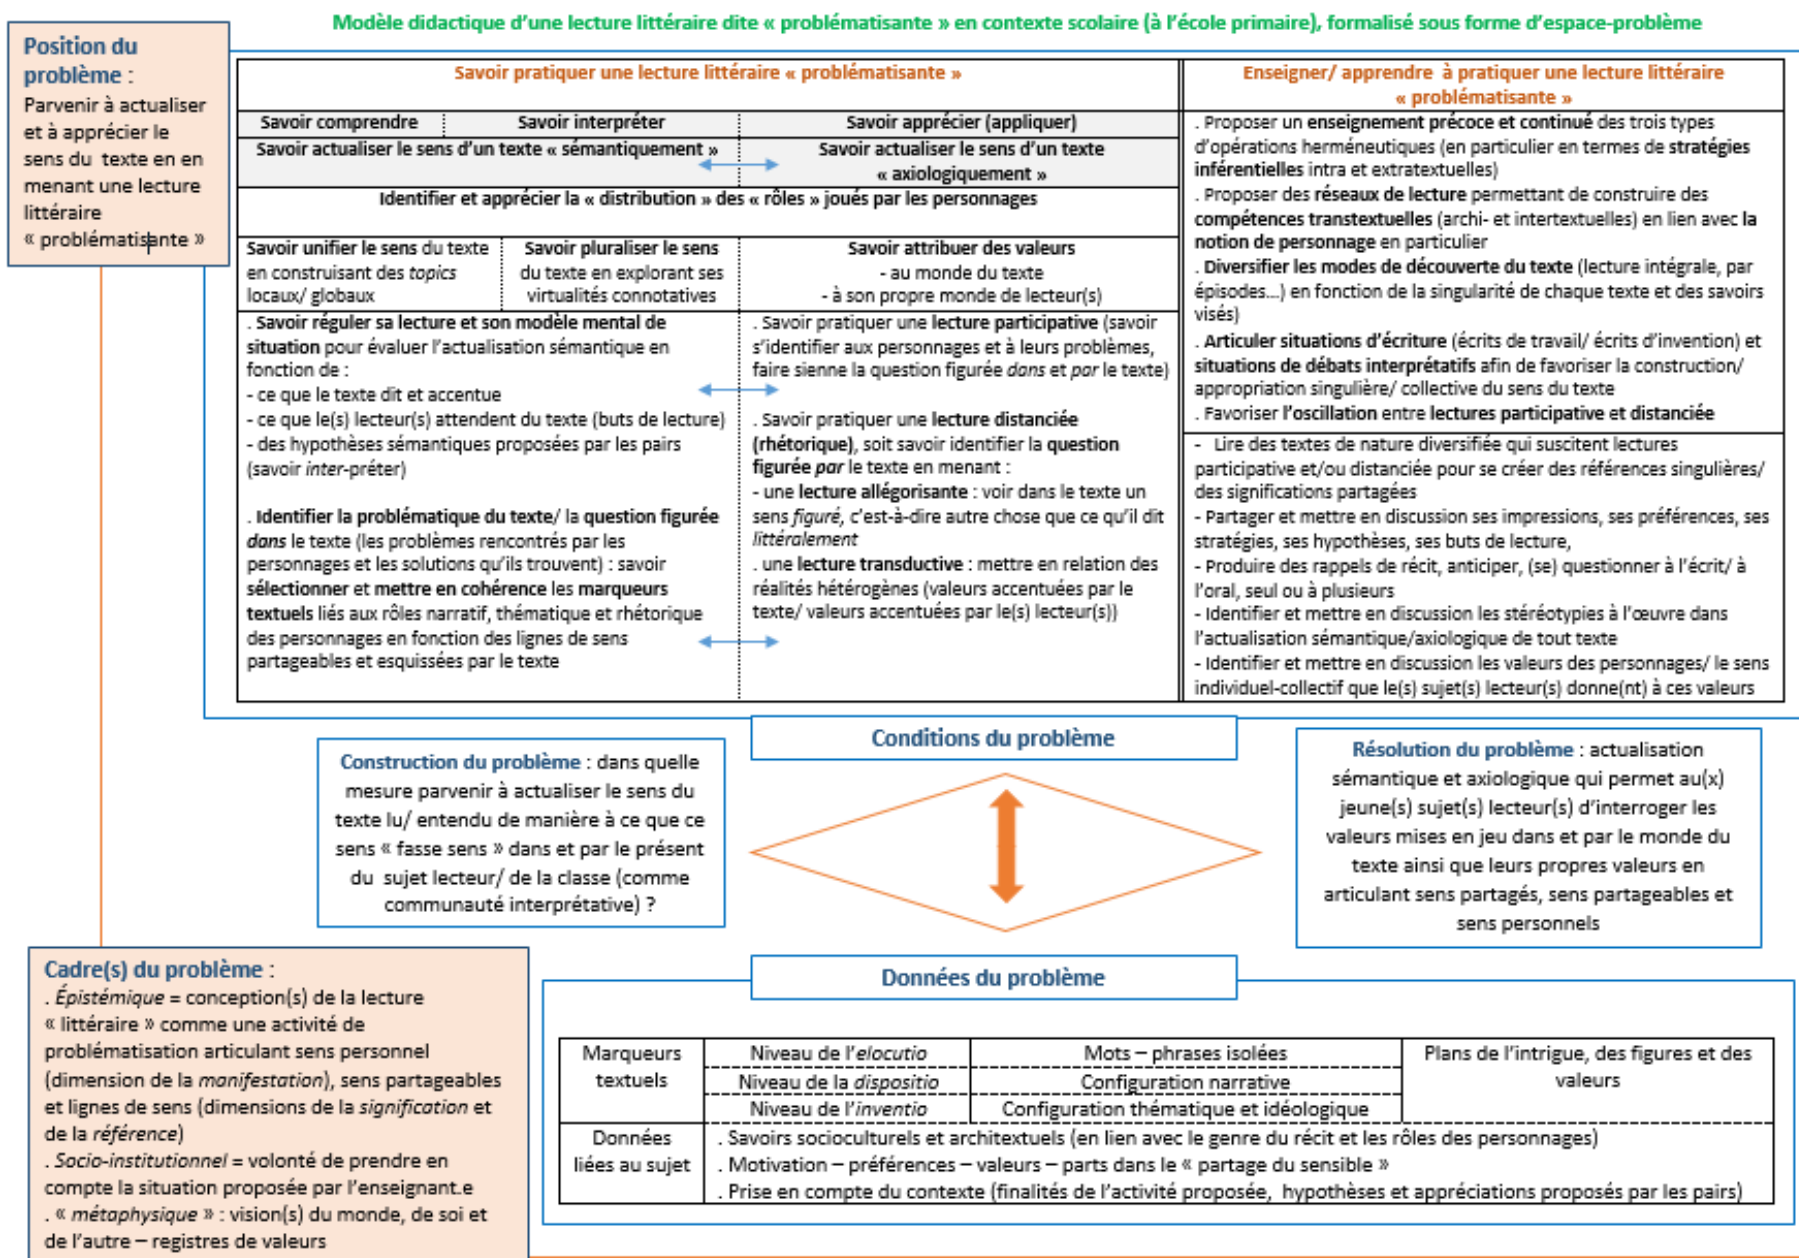 Modèle didactique d'une lecture littéraire dite « problématisante » en contexte scolaire (à l'école primaire), formalisé sous forme d'espace-problème
Position du
problème :
Parvenir à actualiser
et à apprécier le
sens du texte en en
menant une lecture
littéraire
« problématisante »
Savoir pratiquer une lecture littéraire « problématisante »
Savoir comprendre
Savoir interpréter
Savoir apprécier (appliquer)
Savoir actualiser le sens d'un texte « sémantiquement »
Savoir actualiser le sens d'un texte
« axiologiquement »
Identifier et apprécier la « distribution » des « rôles » joués par les personnages
Savoir unifier le sens du texte
en construisant des topics
locaux/ globaux
Savoir pluraliser le sens
du texte en explorant ses
virtualités connotatives
Savoir attribuer des valeurs
- au monde du texte
- à son propre monde de lecteur(s)
. Savoir réguler sa lecture et son modèle mental de
situation pour évaluer l'actualisation sémantique en
fonction de :
- ce que le texte dit et accentue
- ce que le(s) lecteur(s) attendent du texte (buts de lecture)
- des hypothèses sémantiques proposées par les pairs
(savoir inter-préter)
. Identifier la problématique du texte/ la question figurée
dans le texte (les problèmes rencontrés par les
personnages et les solutions qu'ils trouvent) : savoir
sélectionner et mettre en cohérence les marqueurs
textuels liés aux rôles narratif, thématique et rhétorique
des personnages en fonction des lignes de sens
partageables et esquissées par le texte
. Savoir pratiquer une lecture participative (savoir
s'identifier aux personnages et à leurs problèmes,
faire sienne la question figurée dans et par le texte)
. Savoir pratiquer une lecture distanciée
(rhétorique), soit savoir identifier la question
figurée par le texte en menant :
- une lecture allégorisante : voir dans le texte un
sens figuré, c'est-à-dire autre chose que ce qu'il dit
littéralement
. une lecture transductive : mettre en relation des
réalités hétérogènes (valeurs accentuées par le
texte/ valeurs accentuées par le(s) lecteur(s))
Enseigner/ apprendre à pratiquer une lecture littéraire
« problématisante »
. Proposer un enseignement précoce et continué des trois types
d'opérations herméneutiques (en particulier en termes de stratégies
inférentielles intra et extratextuelles)
. Proposer des réseaux de lecture permettant de construire des
compétences transtextuelles (archi- et intertextuelles) en lien avec la
notion de personnage en particulier
. Diversifier les modes de découverte du texte (lecture intégrale, par
épisodes...) en fonction de la singularité de chaque texte et des savoirs
visés)
. Articuler situations d'écriture (écrits de travail/ écrits d'invention) et
situations de débats interprétatifs afin de favoriser la construction/
appropriation singulière/ collective du sens du texte
. Favoriser l'oscillation entre lectures participative et distanciée
- Lire des textes de nature diversifiée qui suscitent lectures
participative et/ou distanciée pour se créer des références singulières/
des significations partagées
- Partager et mettre en discussion ses impressions, ses préférences, ses
stratégies, ses hypothèses, ses buts de lecture,
- Produire des rappels de récit, anticiper, (se) questionner à l'écrit/ à
l'oral, seul ou à plusieurs
- Identifier et mettre en discussion les stéréotypies à l'œuvre dans
l'actualisation sémantique/axiologique de tout texte
- Identifier et mettre en discussion les valeurs des personnages/ le sens
individuel-collectif que le(s) sujet(s) lecteur(s) donne(nt) à ces valeurs
Conditions du problème
Construction du problème : dans quelle
mesure parvenir à actualiser le sens du
texte lu/ entendu de manière à ce que ce
sens « fasse sens » dans et par le présent
du sujet lecteur/ de la classe (comme
communauté interprétative) ?
Résolution du problème : actualisation
sémantique et axiologique qui permet au(x)
jeune(s) sujet(s) lecteur(s) d'interroger les
valeurs mises en jeu dans et par le monde du
texte ainsi que leurs propres valeurs en
articulant sens partagés, sens partageables et
sens personnels
Cadre(s) du problème :
. Épistémique = conception(s) de la lecture
« littéraire » comme une activité de
problématisation articulant sens personnel
(dimension de la manifestation), sens partageables
et lignes de sens (dimensions de la signification et
de la référence)
. Socio-institutionnel = volonté de prendre en
compte la situation proposée par l'enseignant.e
. « métaphysique » : vision(s) du monde, de soi et
de l'autre – registres de valeurs
Données du problème
Marqueurs
textuels
Niveau de l'elocutio
Mots – phrases isolées
Niveau de la dispositio
Configuration narrative
Niveau de l'inventio
Configuration thématique et idéologique
Plans de l'intrigue, des figures et des
valeurs
Données
liées au sujet
. Savoirs socioculturels et architextuels (en lien avec le genre du récit et les rôles des personnages)
. Motivation – préférences – valeurs – parts dans le « partage du sensible »
. Prise en compte du contexte (finalités de l'activité proposée, hypothèses et appréciations proposés par les pairs)